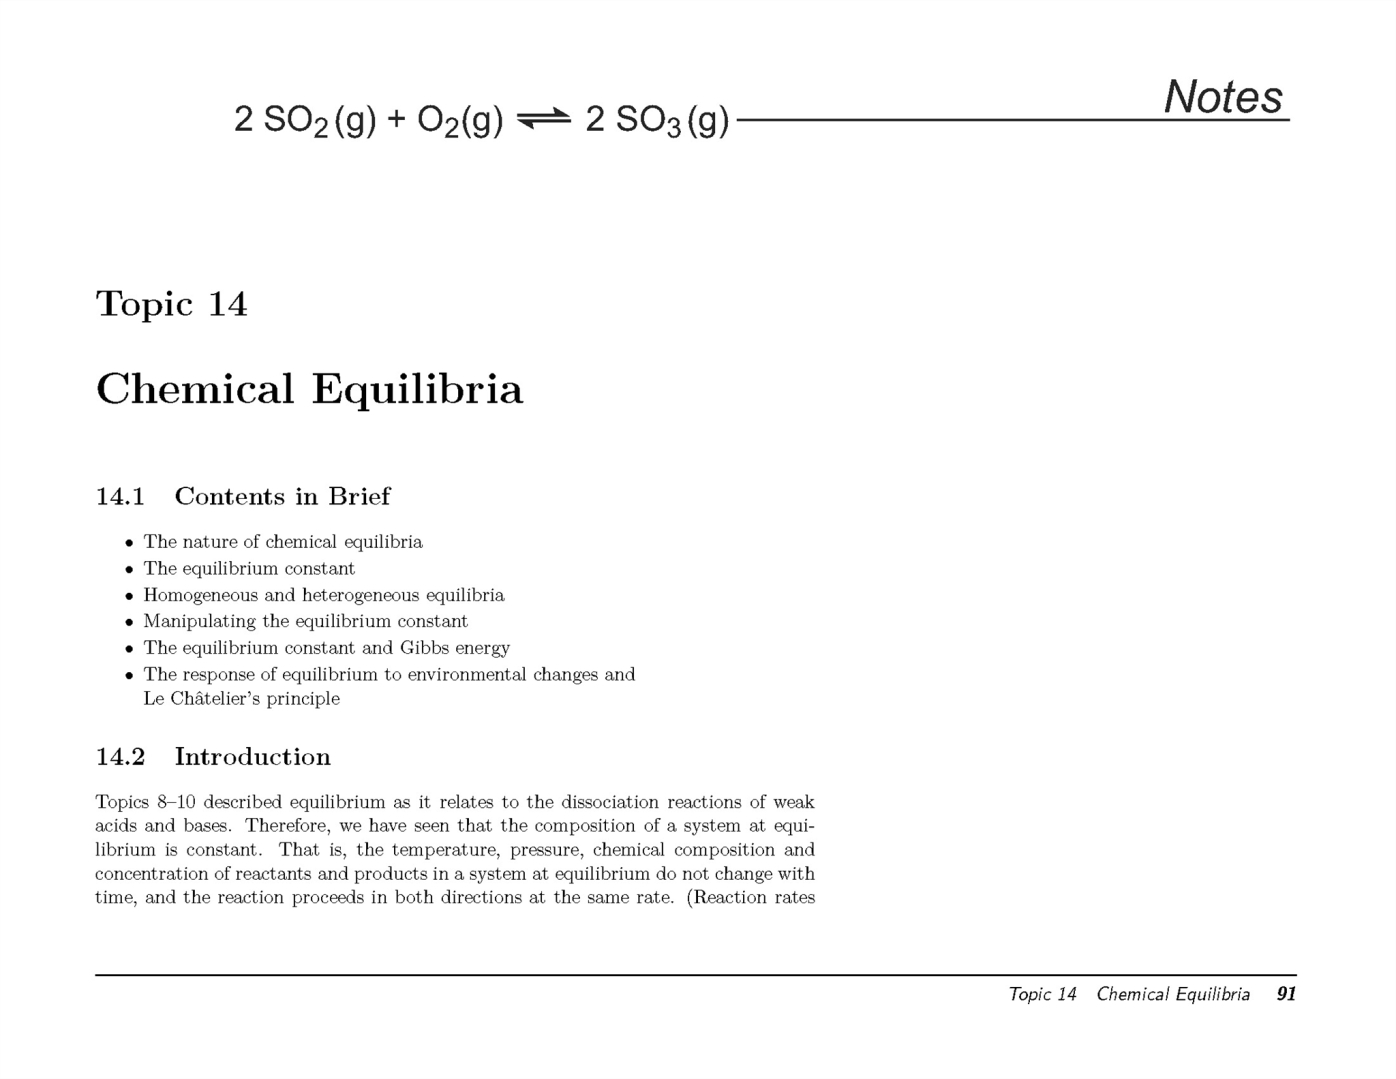 2 SO₂(g) + O₂(g) ⇌ 2 SO₃(g)
Notes
Topic 14
Chemical Equilibria
14.1 Contents in Brief
• The nature of chemical equilibria
• The equilibrium constant
• Homogeneous and heterogeneous equilibria
• Manipulating the equilibrium constant
• The equilibrium constant and Gibbs energy
• The response of equilibrium to environmental changes and
Le Châtelier's principle
14.2 Introduction
Topics 8–10 described equilibrium as it relates to the dissociation reactions of weak
acids and bases. Therefore, we have seen that the composition of a system at equi-
librium is constant. That is, the temperature, pressure, chemical composition and
concentration of reactants and products in a system at equilibrium do not change with
time, and the reaction proceeds in both directions at the same rate. (Reaction rates
Topic 14 Chemical Equilibria 91